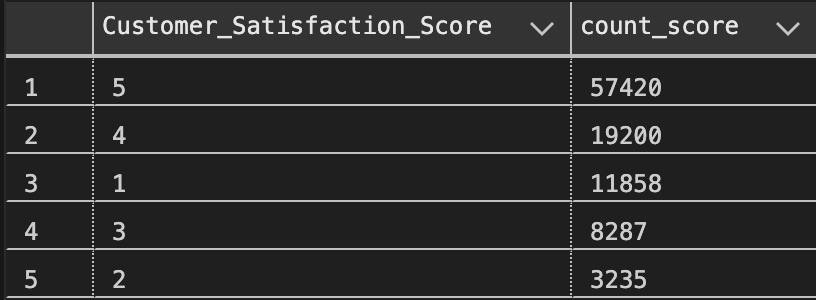 Customer_Satisfaction_Score count_score
1 5 57420
2 4 19200
3 1 11858
4 3 8287
5 2 3235